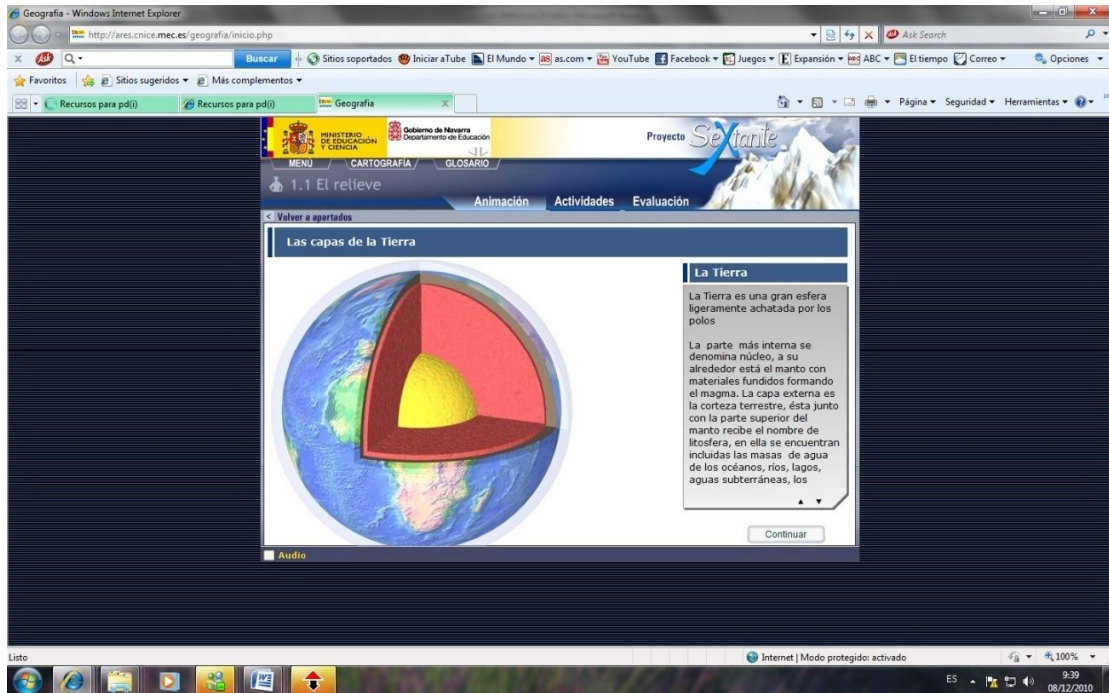 Geografia - Windows Internet Explorer
http://ares.cnice.mec.es/geografia/inicio.php
Ask Search
Ask
Buscar
Sitios soportados
Iniciar aTube
El Mundo
as.com
YouTube
Facebook
Juegos
Expansión
ABC
El tiempo
Correo
Opciones
Favoritos
Sitios sugeridos
Más complementos
Recursos para pd(i)
Recursos para pd(i)
Geografia
Página
Seguridad
Herramientas
MINISTERIO
DE EDUCACIÓN
Y CIENCIA
Gobierno de Navarra
Departamento de Educación
Proyecto Sextante
MENÚ
CARTOGRAFÍA
GLOSARIO
1.1 El relieve
Animación
Actividades
Evaluación
< Volver a apartados
Las capas de la Tierra
La Tierra
La Tierra es una gran esfera
ligeramente achatada por los
polos
La parte más interna se
denomina núcleo, a su
alrededor está el manto con
materiales fundidos formando
el magma. La capa externa es
la corteza terrestre, ésta junto
con la parte superior del
manto recibe el nombre de
litosfera, en ella se encuentran
incluidas las masas de agua
de los océanos, ríos, lagos,
aguas subterráneas, los
Continuar
Audio
Listo
Internet | Modo protegido: activado
100%
ES
9:39
08/12/2010